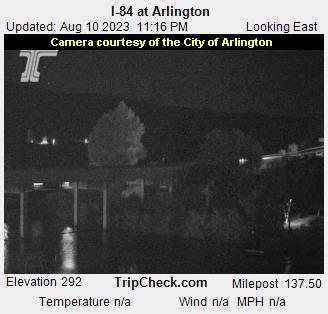 I-84 at Arlington
Updated: Aug 10 2023 11:16 PM Looking East
Camera courtesy of the City of Arlington
Elevation 292 TripCheck.com Milepost 137.50
Temperature n/a Wind n/a MPH n/a